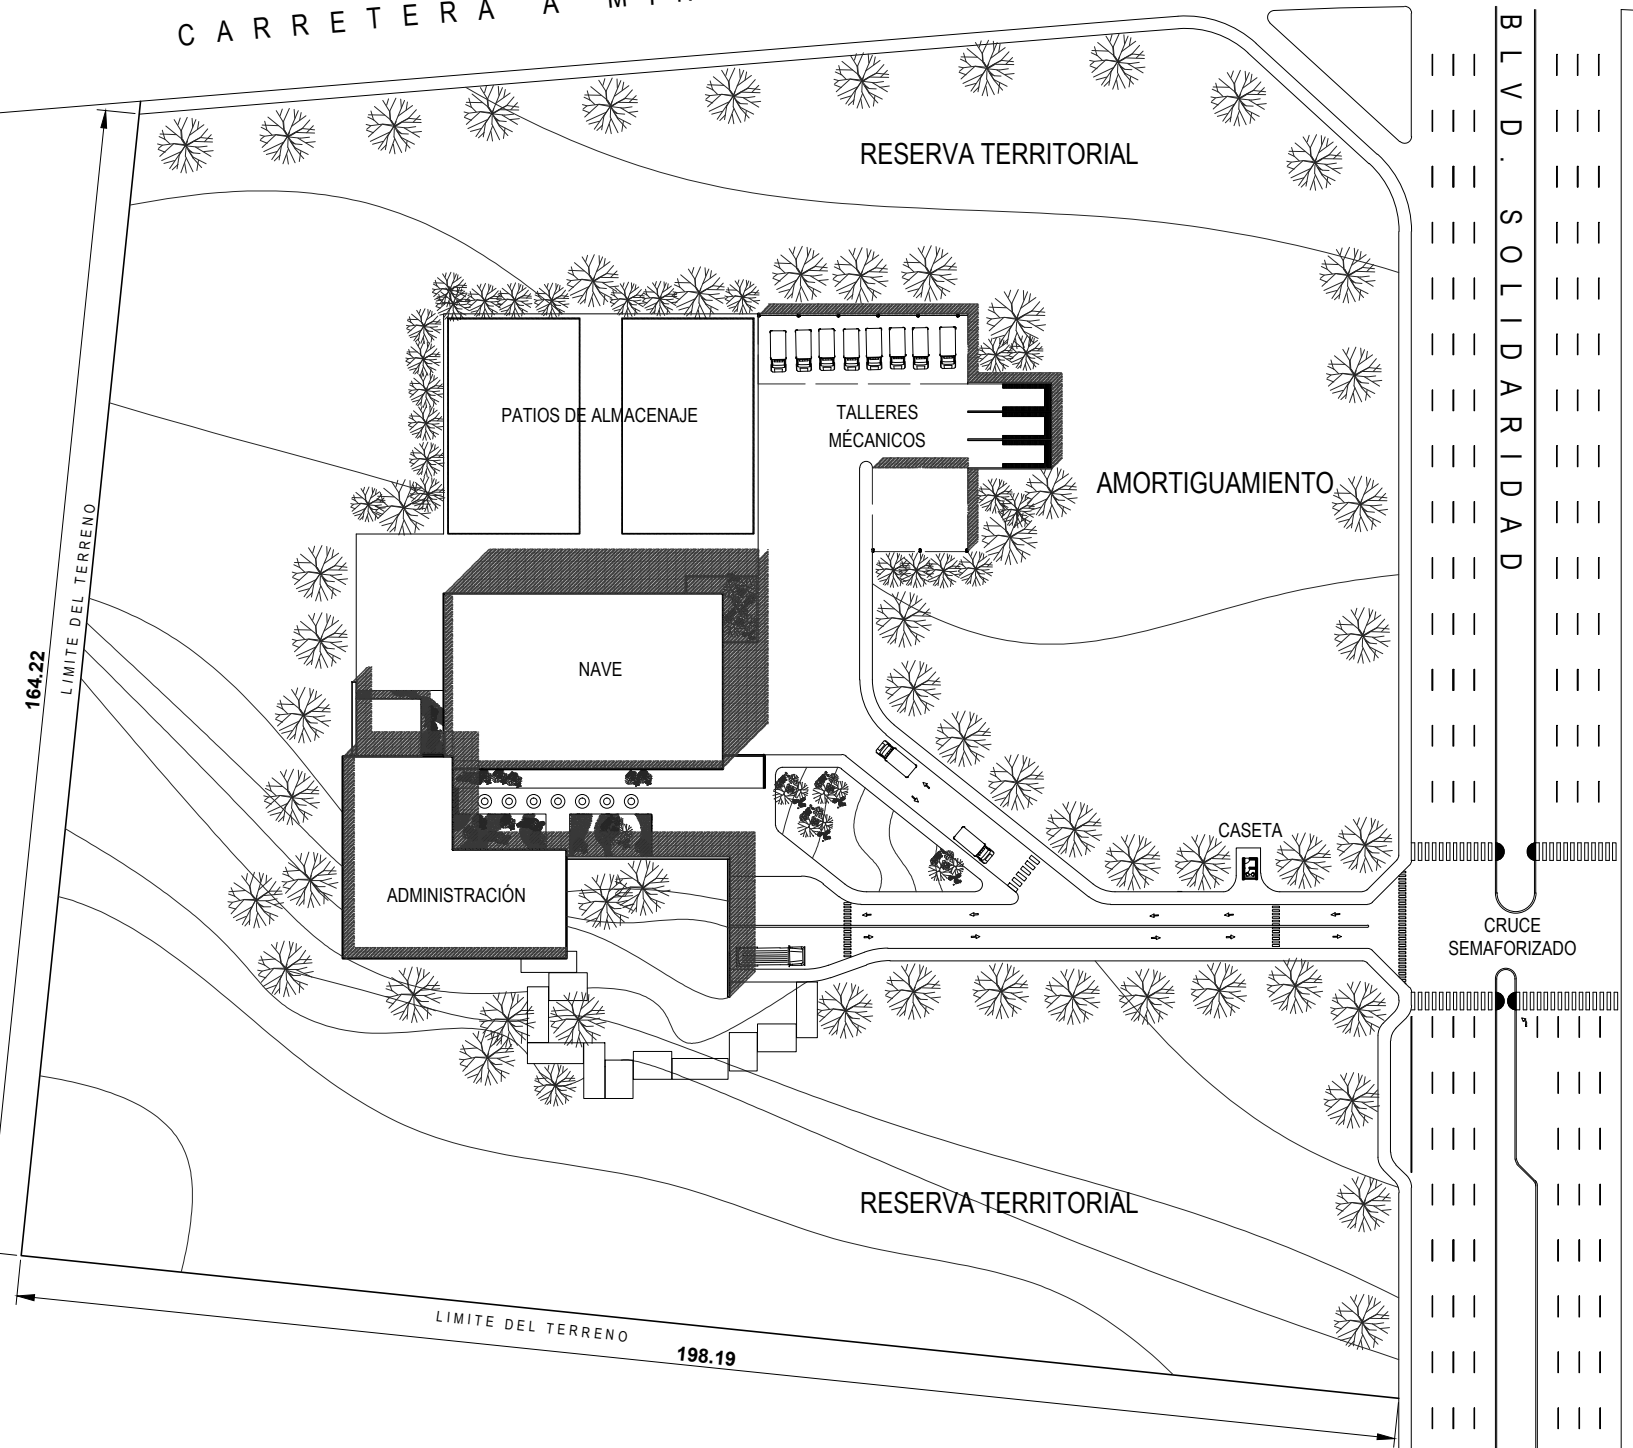 CARRETERA A
BLVD. SOLIDARIDAD
RESERVA TERRITORIAL
PATIOS DE ALMACENAJE
TALLERES
MÉCANICOS
AMORTIGUAMIENTO
LIMITE DEL TERRENO
164.22
NAVE
CASETA
ADMINISTRACIÓN
CRUCE
SEMAFORIZADO
RESERVA TERRITORIAL
LIMITE DEL TERRENO
198.19